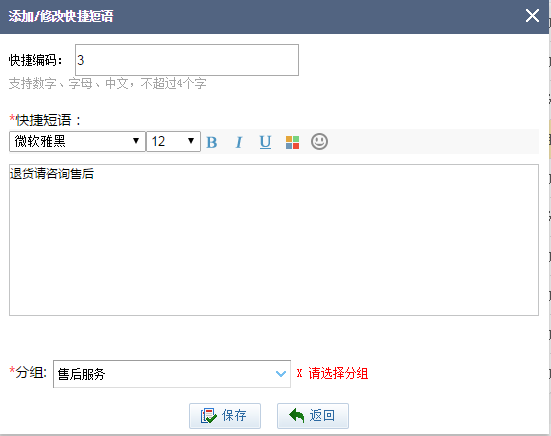 添加/修改快捷短语
快捷编码： 3
支持数字、字母、中文，不超过4个字
*快捷短语：
微软雅黑 12 B I U
退货请咨询售后
*分组: 售后服务 X 请选择分组
保存 返回